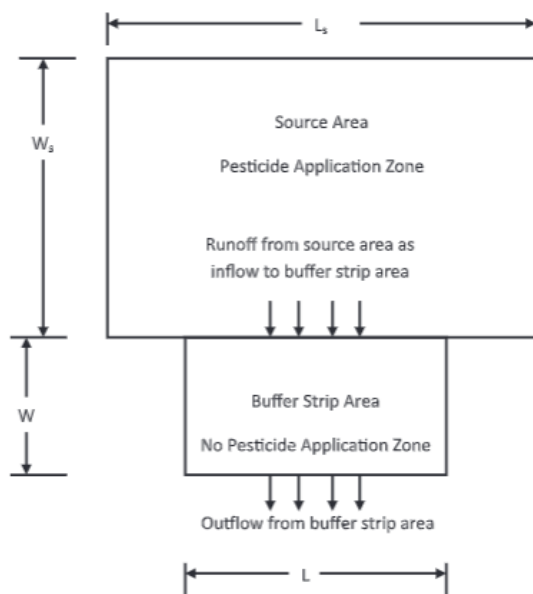 Lₛ
Wₛ
Source Area
Pesticide Application Zone
Runoff from source area as
inflow to buffer strip area
W
Buffer Strip Area
No Pesticide Application Zone
Outflow from buffer strip area
L